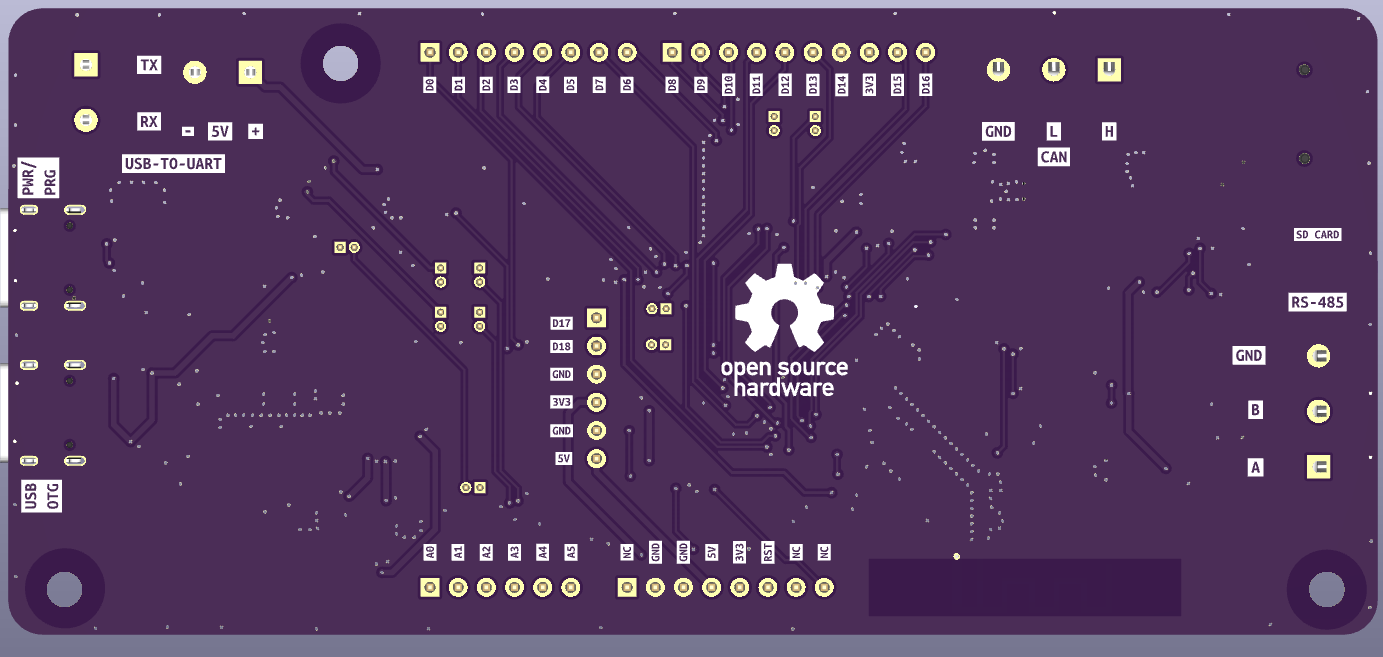 TX
RX
- 5V +
USB-TO-UART
PWR/
PRG
D0 D1 D2 D3 D4 D5 D7 D6
D8 D9 D10 D11 D12 D13 D14 3V3 D15 D16
GND L H
CAN
SD CARD
RS-485
GND
B
A
D17
D18
GND
3V3
GND
5V
open source
hardware
USB
OTG
A0 A1 A2 A3 A4 A5
NC GND GND 5V 3V3 RST NC NC